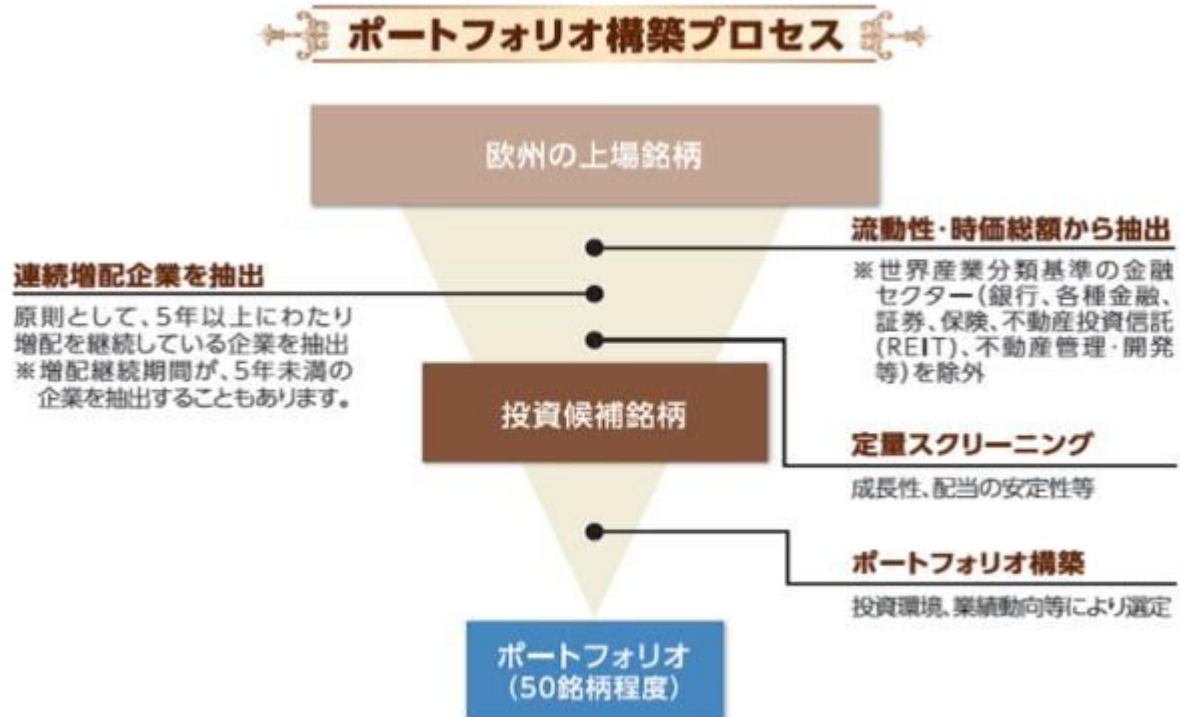 ポートフォリオ構築プロセス
欧州の上場銘柄
流動性・時価総額から抽出
※世界産業分類基準の金融
セクター(銀行、各種金融、
証券、保険、不動産投資信託
(REIT)、不動産管理・開発
等)を除外
連続増配企業を抽出
原則として、5年以上にわたり
増配を継続している企業を抽出
※増配継続期間が、5年未満の
企業を抽出することもあります。
投資候補銘柄
定量スクリーニング
成長性、配当の安定性等
ポートフォリオ構築
投資環境、業績動向等により選定
ポートフォリオ
(50銘柄程度)